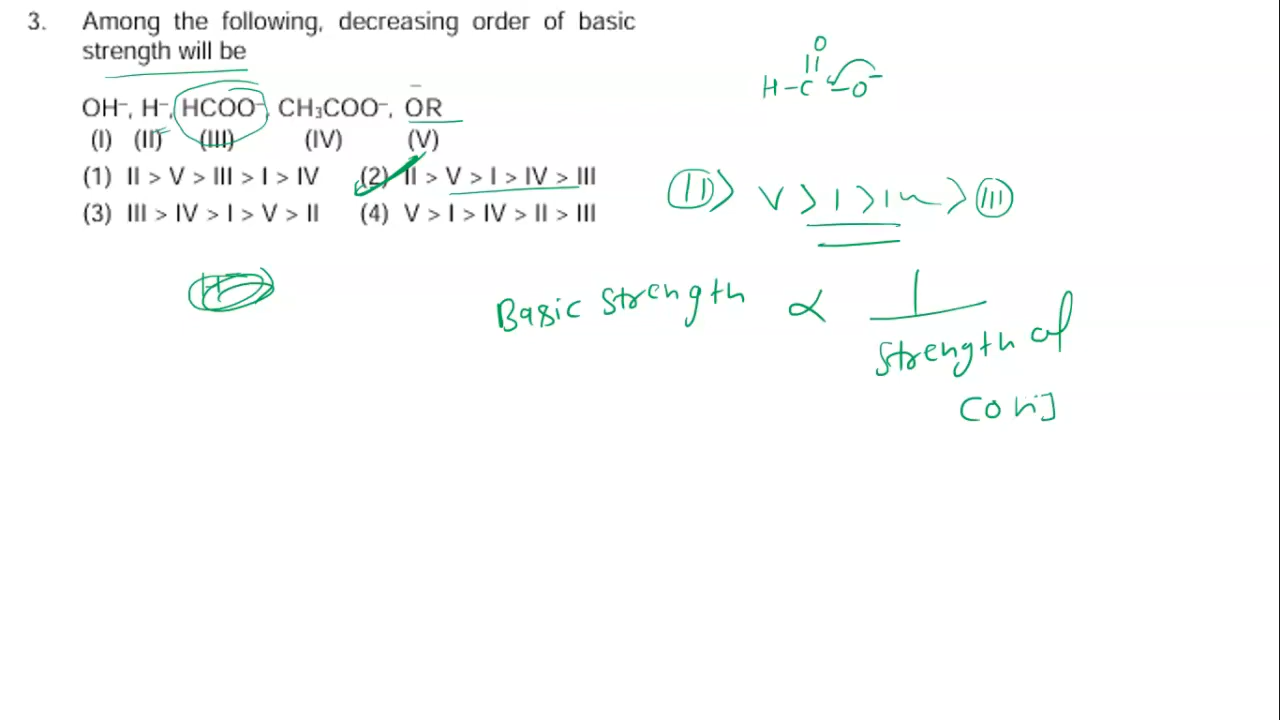 3. Among the following, decreasing order of basic
strength will be
OH⁻, H⁻, HCOO⁻, CH₃COO⁻, ŌR
(I) (II) (III) (IV) (V)
(1) II > V > III > I > IV (2) II > V > I > IV > III
(3) III > IV > I > V > II (4) V > I > IV > II > III
O
||
H-C-O⁻
II > V > I > IV > III
Basic strength ∝ 1
strength of
conj